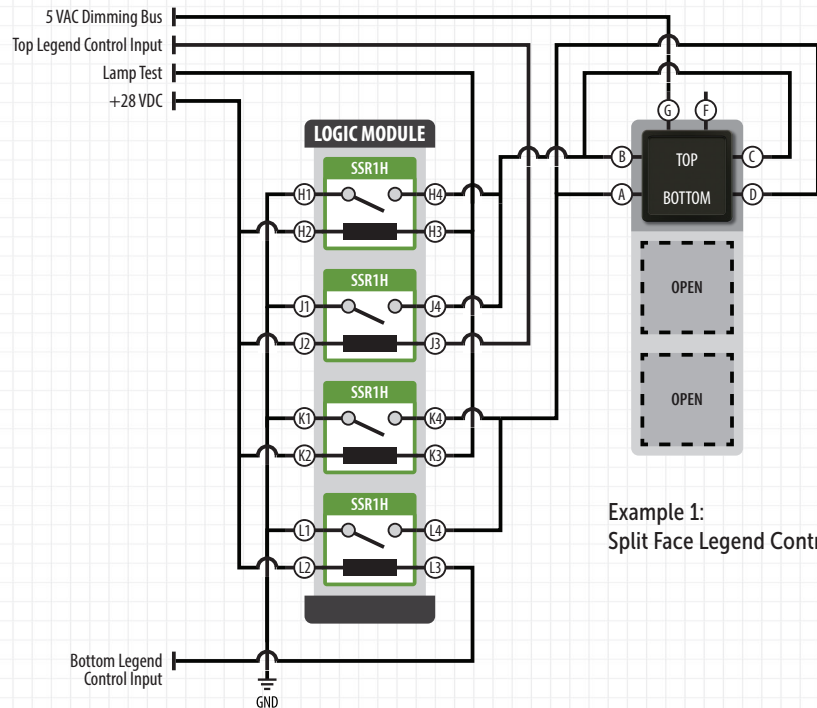 5 VAC Dimming Bus
Top Legend Control Input
Lamp Test
+28 VDC
LOGIC MODULE
SSR1H
H1
H4
H2
H3
SSR1H
J1
J4
J2
J3
SSR1H
K1
K4
K2
K3
SSR1H
L1
L4
L2
L3
G
F
B
TOP
C
A
BOTTOM
D
OPEN
OPEN
Example 1:
Split Face Legend Contr
Bottom Legend
Control Input
GND